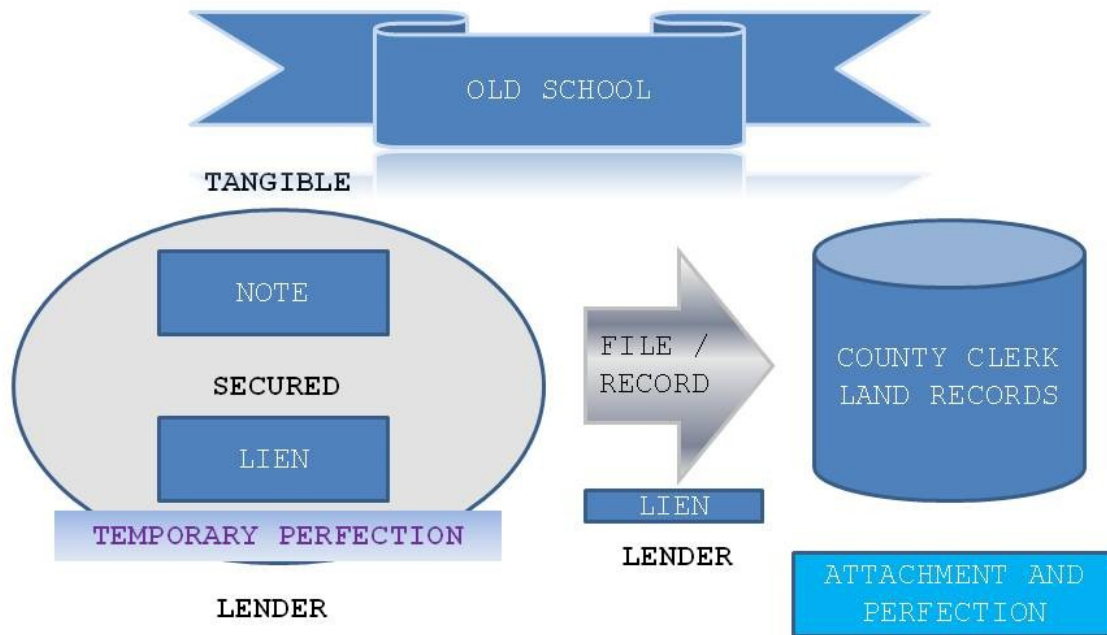 OLD SCHOOL
TANGIBLE
NOTE
SECURED
LIEN
TEMPORARY PERFECTION
LENDER
FILE /
RECORD
LIEN
LENDER
COUNTY CLERK
LAND RECORDS
ATTACHMENT AND
PERFECTION